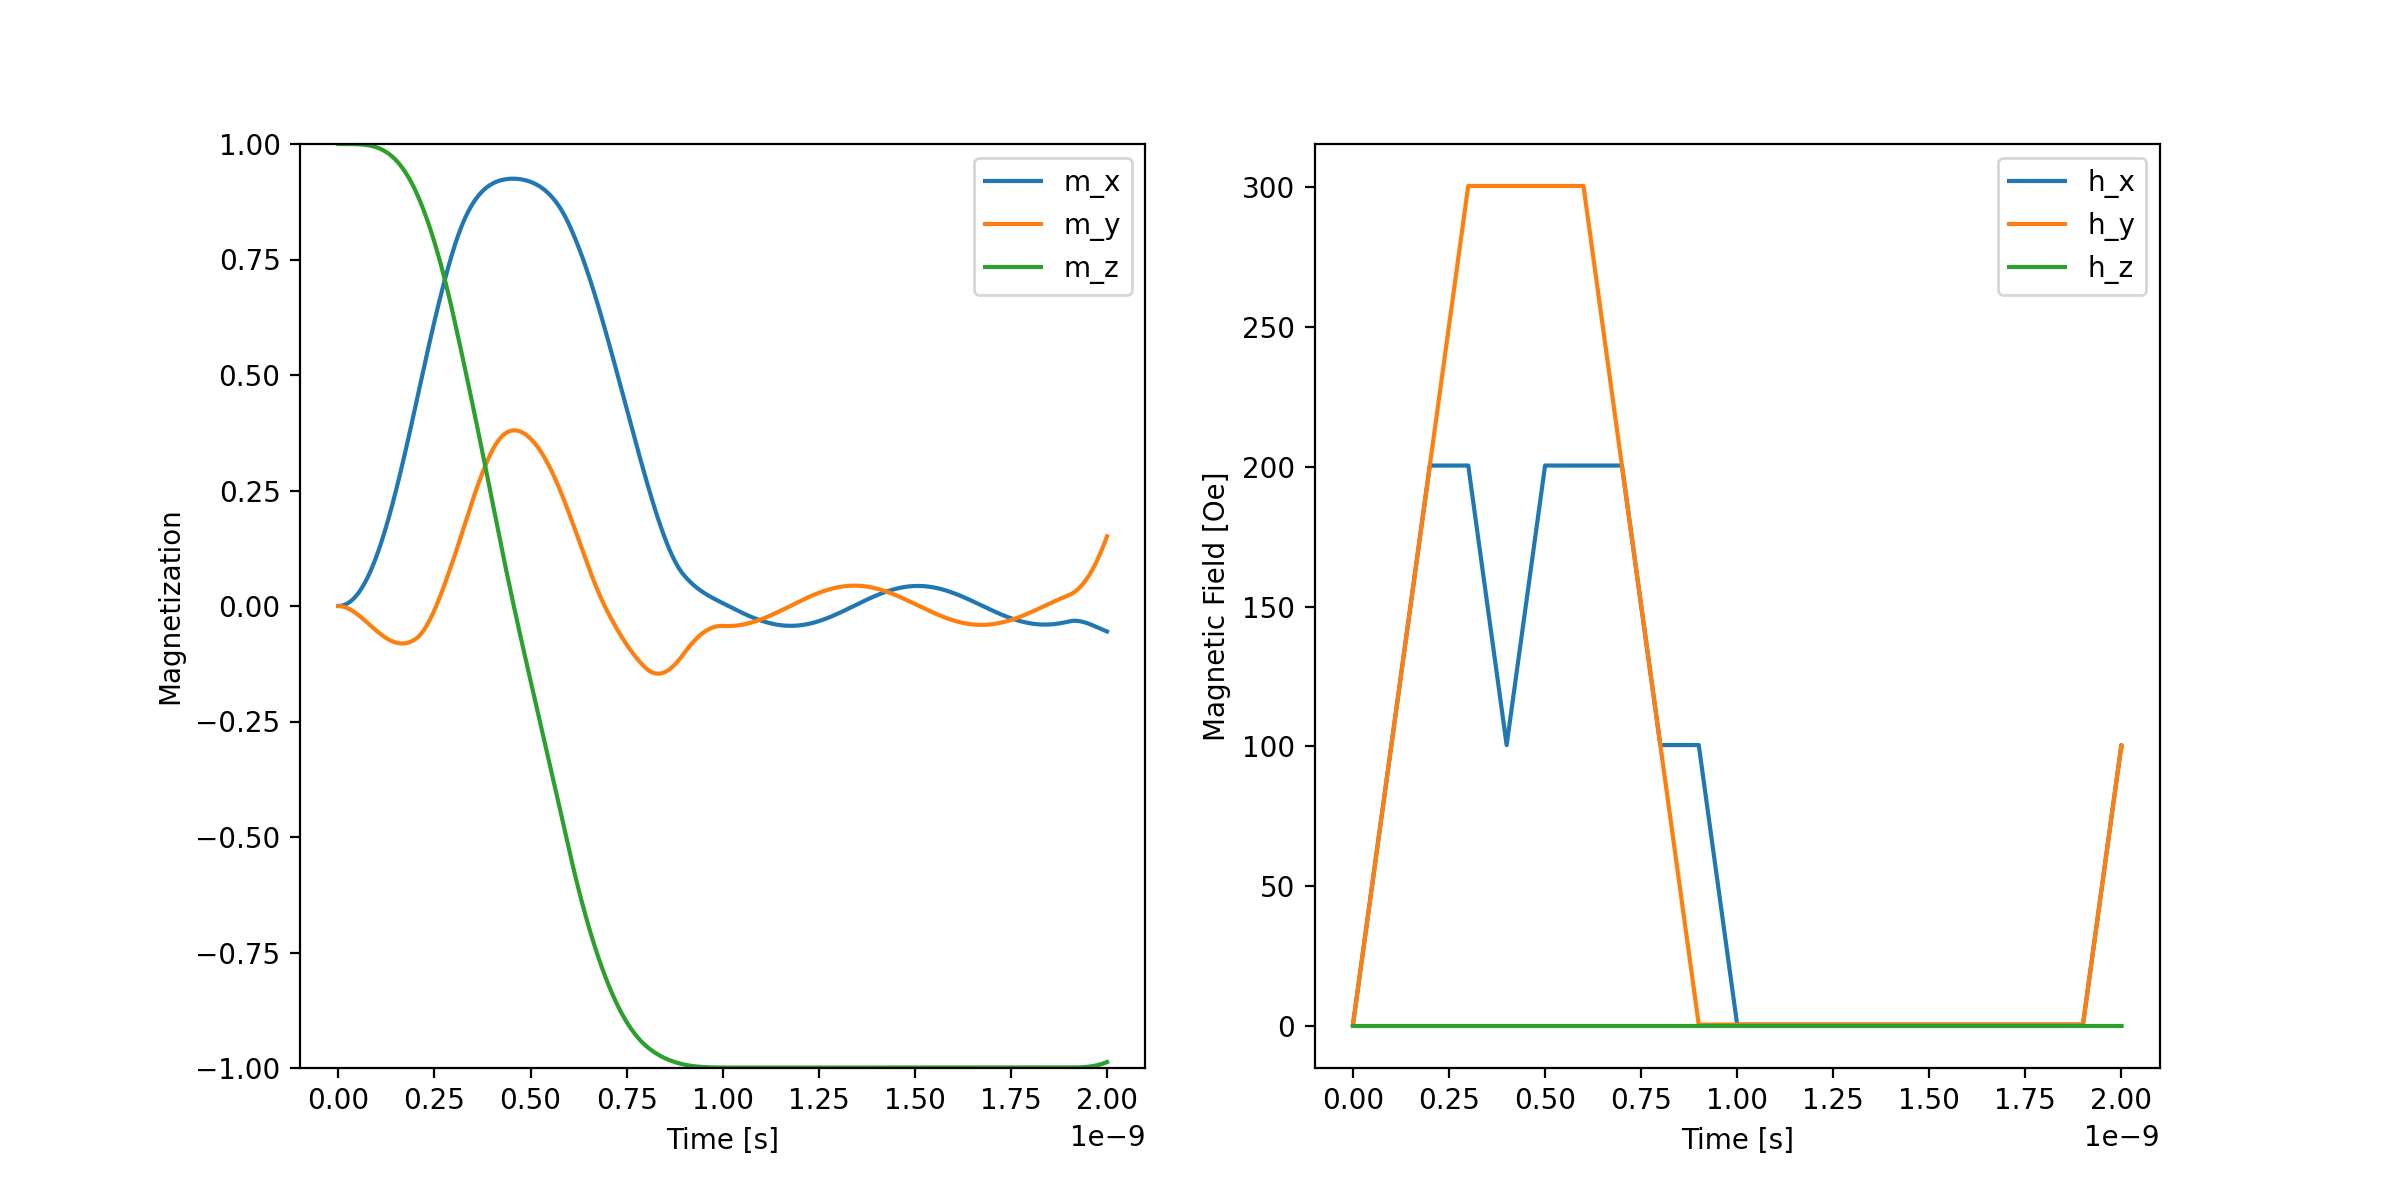 Magnetization
1.00
0.75
0.50
0.25
0.00
−0.25
−0.50
−0.75
−1.00
m_x
m_y
m_z
0.00 0.25 0.50 0.75 1.00 1.25 1.50 1.75 2.00
Time [s]
1e−9
Magnetic Field [Oe]
300
250
200
150
100
50
0
h_x
h_y
h_z
0.00 0.25 0.50 0.75 1.00 1.25 1.50 1.75 2.00
Time [s]
1e−9